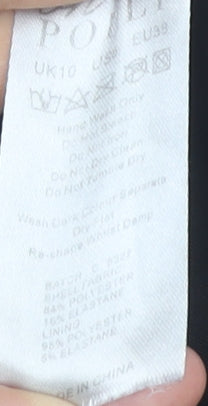 UK10 US6 EU38
Hand Wash Only
Do Not Bleach
Do Not Iron
Do Not Dry Clean
Do Not Tumble Dry
Wash Dark Colour Separate
Dry Flat
Re-shape Whilst Damp
BATCH
SHELL FABRIC
84% POLYESTER
16% ELASTANE
LINING
95% POLYESTER
5% ELASTANE
DE IN CHINA